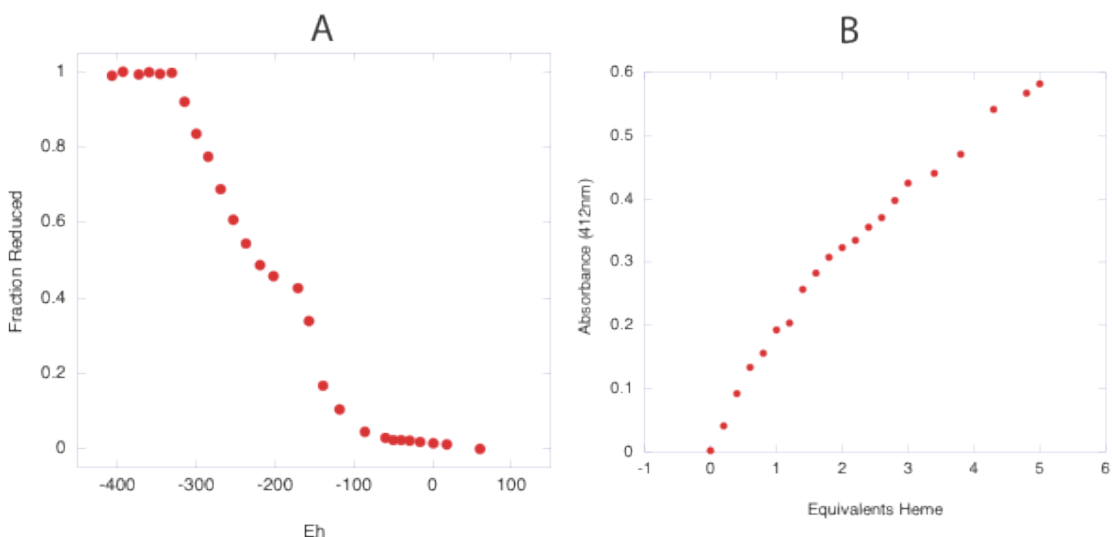 A
1
0.8
0.6
0.4
0.2
0
Fraction Reduced
-400 -300 -200 -100 0 100
Eh
B
0.6
0.5
0.4
0.3
0.2
0.1
0
Absorbance (412nm)
-1 0 1 2 3 4 5 6
Equivalents Heme